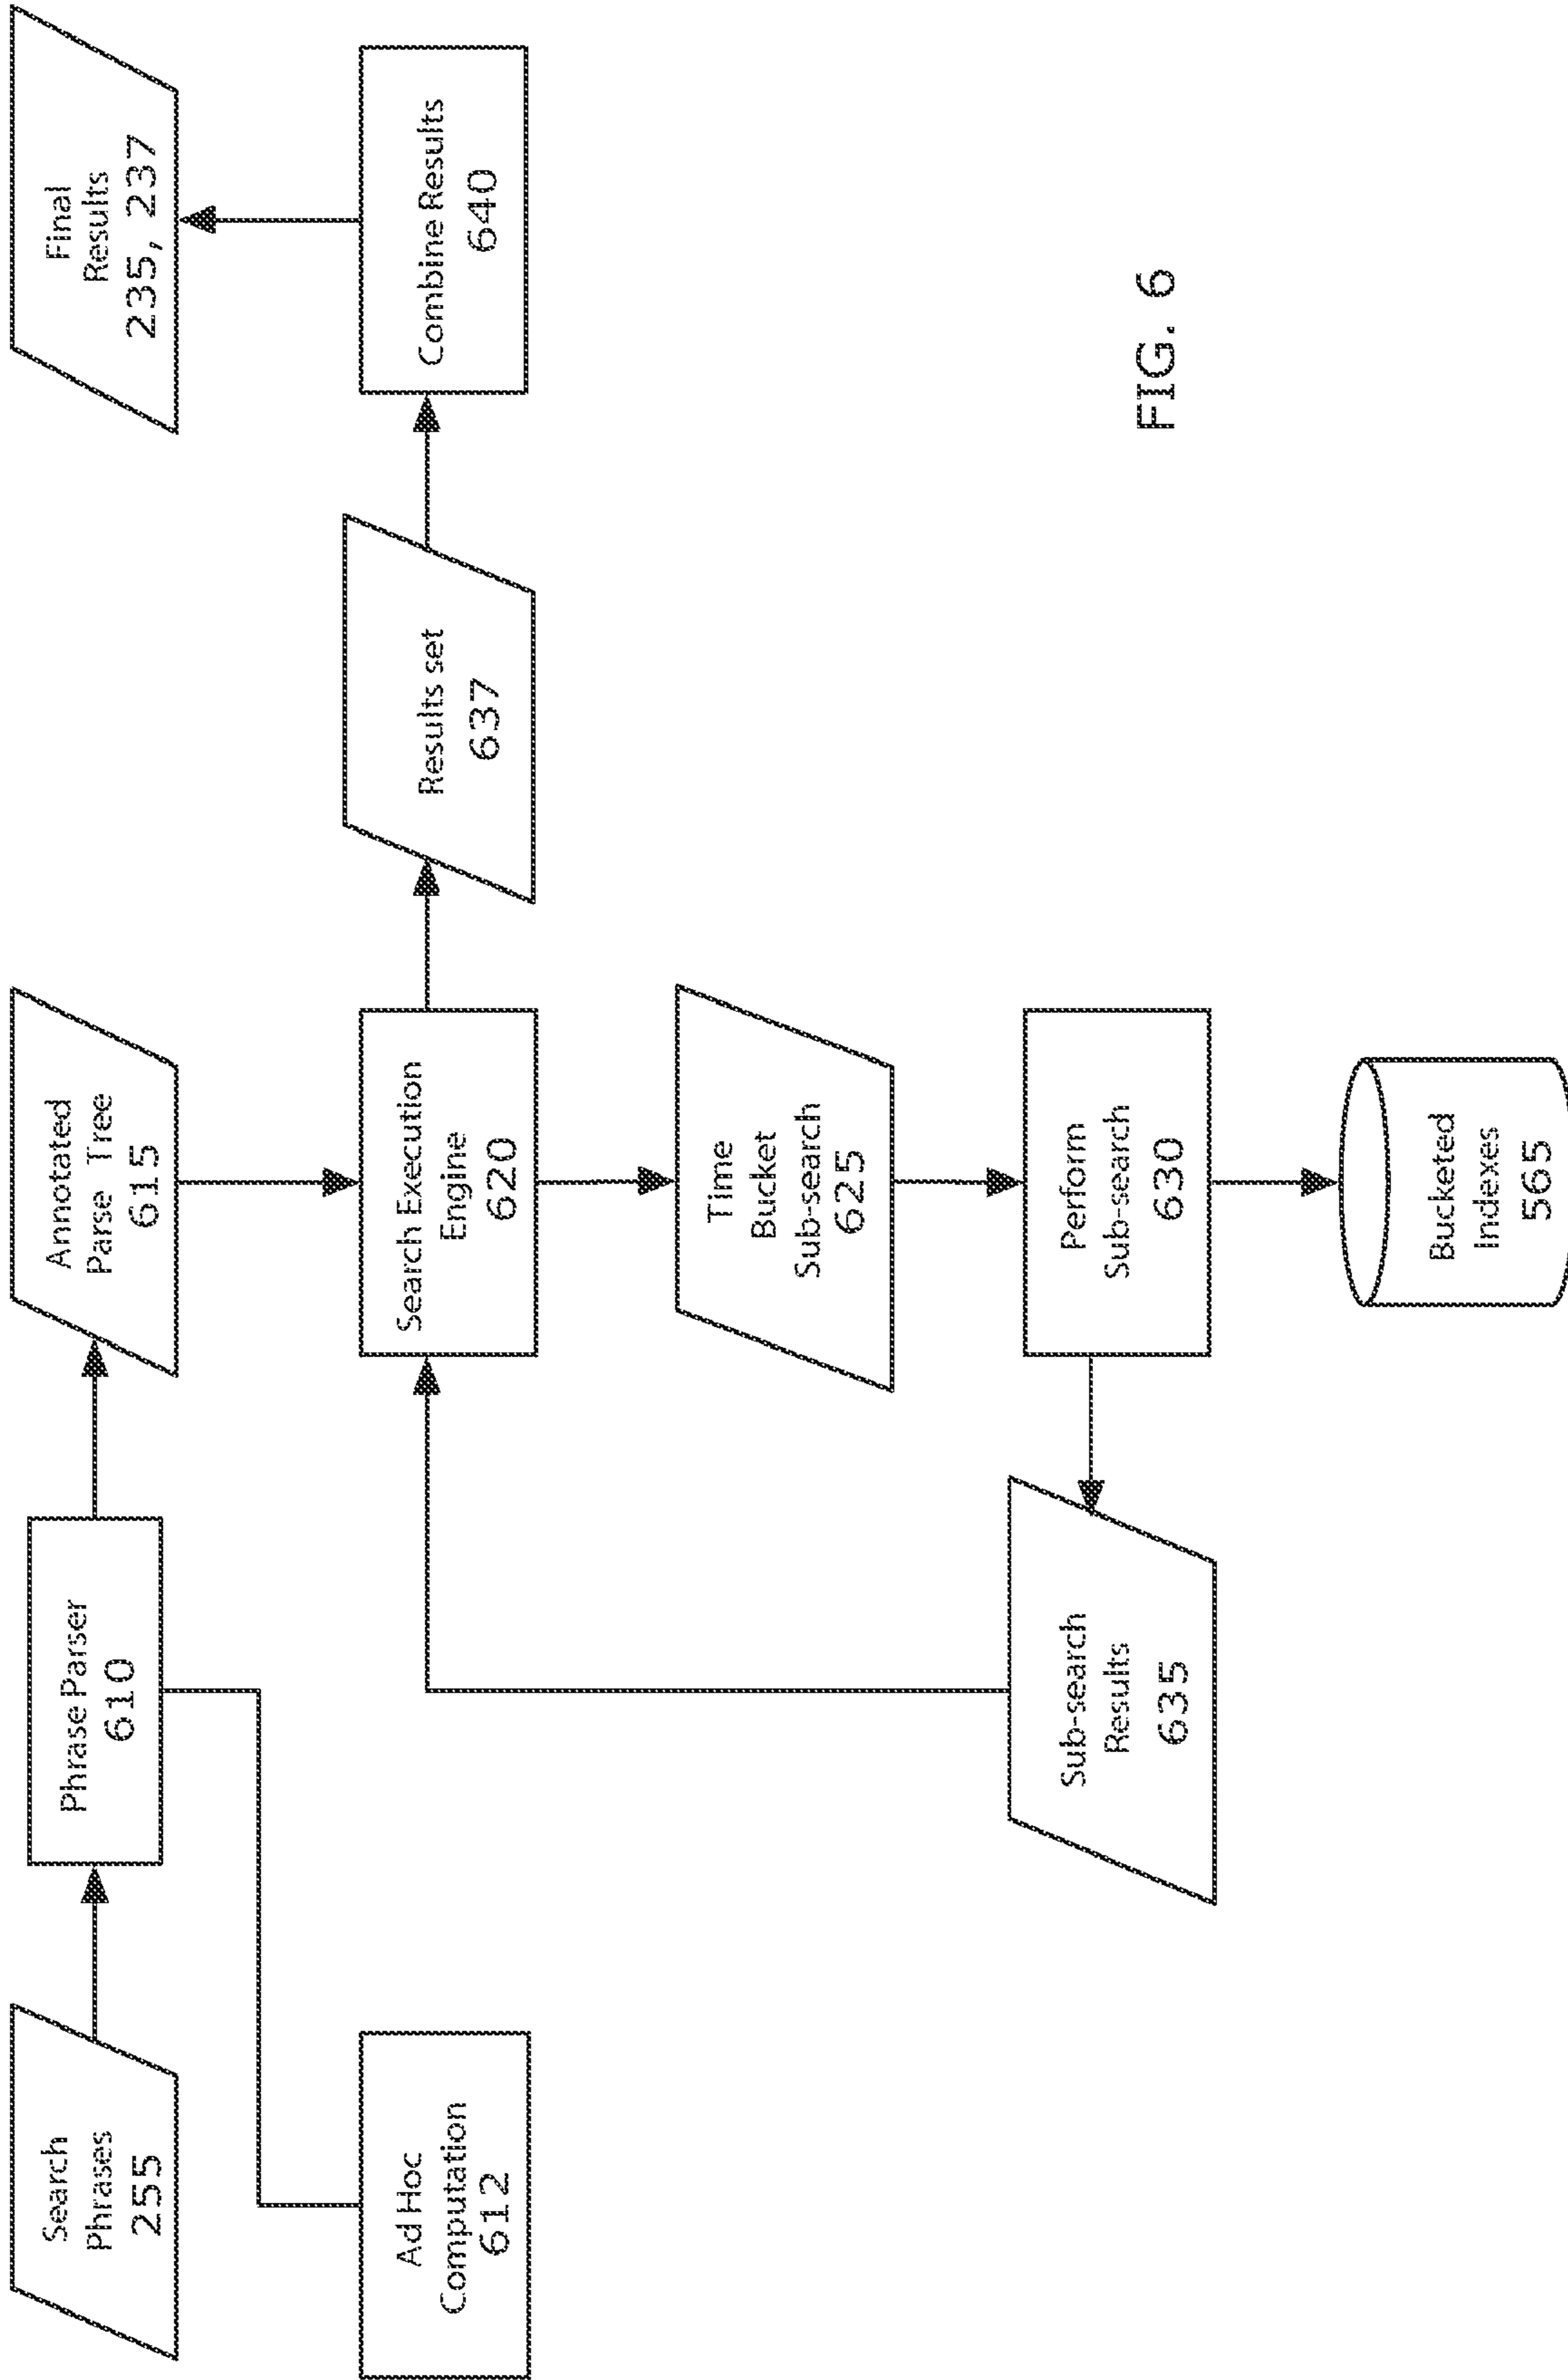 Search
Phrases
255
Phrase Parser
610
Annotated
Parse Tree
615
Final
Results
235, 237
Ad Hoc
Computation
612
Search Execution
Engine
620
Results set
637
Combine Results
640
Time
Bucket
Sub-search
625
Sub-search
Results
635
Perform
Sub-search
630
Bucketed
Indexes
565
FIG. 6